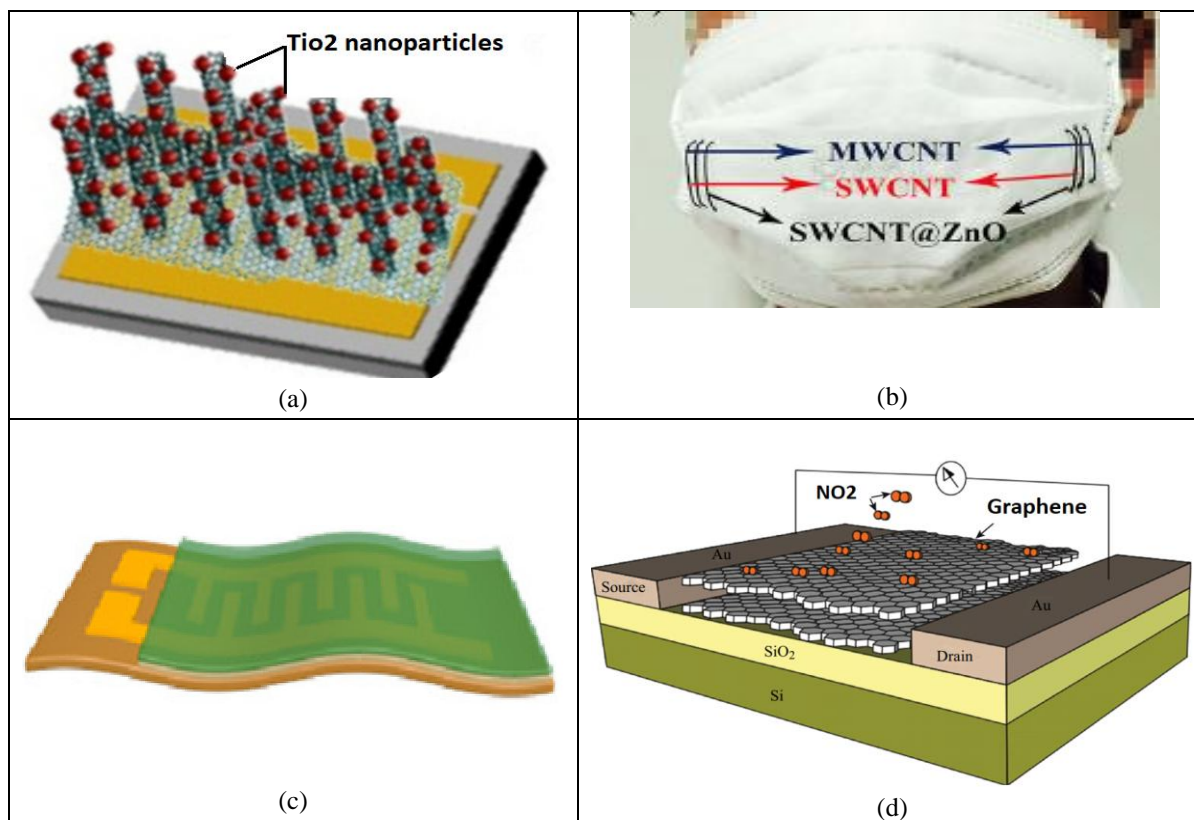 Tio2 nanoparticles
(a)
MWCNT
SWCNT
SWCNT@ZnO
(b)
(c)
NO2
Graphene
Au
Source
Au
SiO₂
Drain
Si
(d)